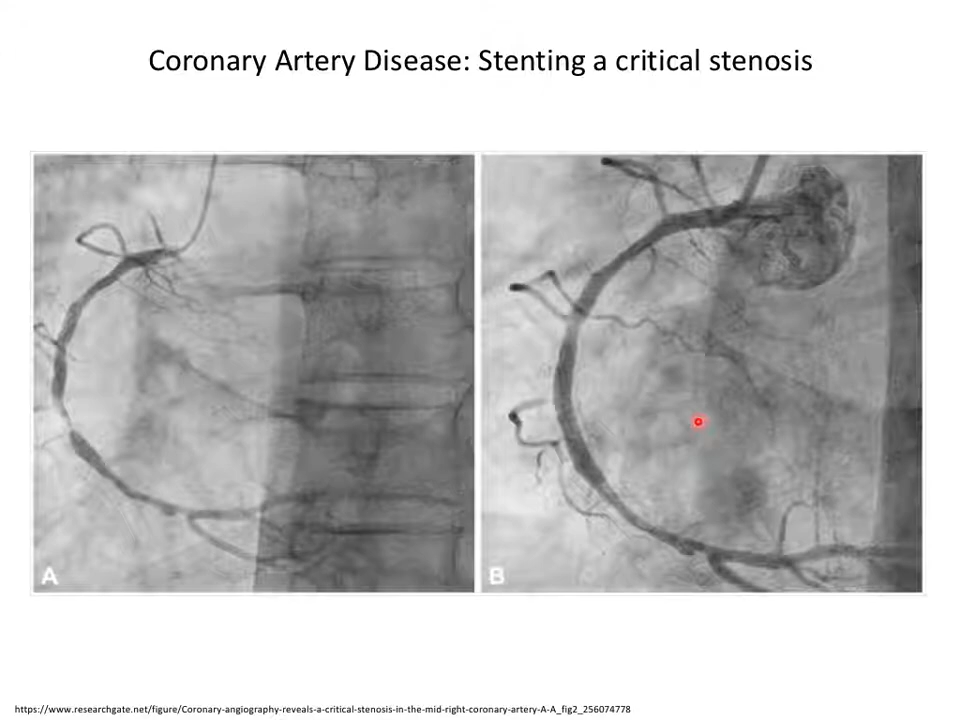 Coronary Artery Disease: Stenting a critical stenosis
A
B
https://www.researchgate.net/figure/Coronary-angiography-reveals-a-critical-stenosis-in-the-mid-right-coronary-artery-A-A_fig2_256074778